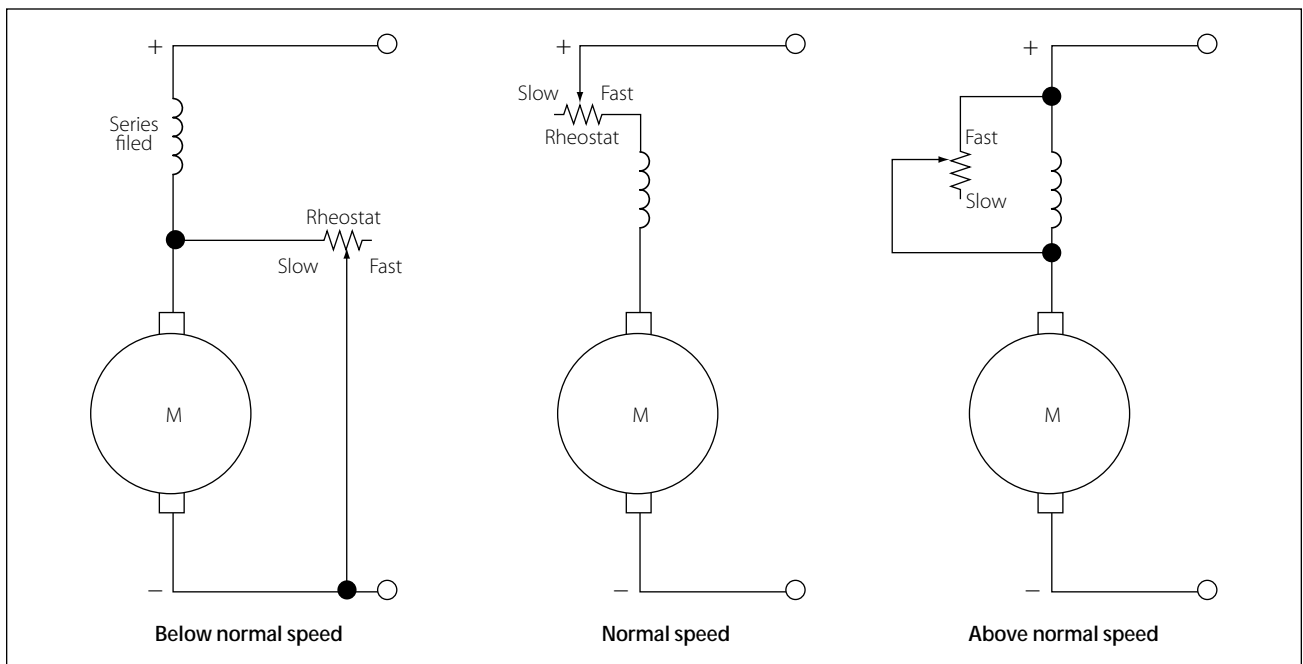 +
Series
filed
Rheostat
Slow Fast
M
−
Below normal speed
+
Slow Fast
Rheostat
M
−
Normal speed
+
Fast
Slow
M
−
Above normal speed